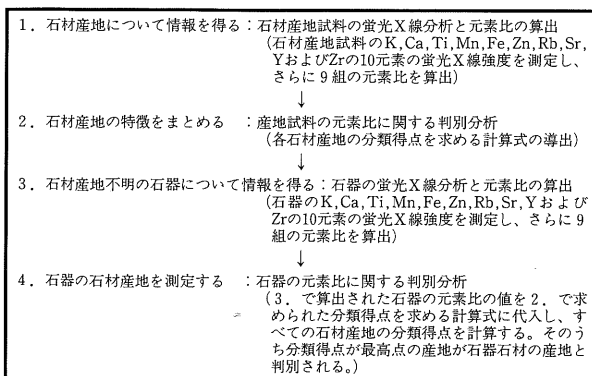 1．石材産地について情報を得る：石材産地試料の蛍光X線分析と元素比の算出
(石材産地試料のK,Ca,Ti,Mn,Fe,Zn,Rb,Sr,
YおよびZrの10元素の蛍光X線強度を測定し、
さらに9組の元素比を算出)
↓
2．石材産地の特徴をまとめる　：産地試料の元素比に関する判別分析
(各石材産地の分類得点を求める計算式の導出)
↓
3．石材産地不明の石器について情報を得る：石器の蛍光X線分析と元素比の算出
(石器のK,Ca,Ti,Mn,Fe,Zn,Rb,Sr,Yおよび
Zrの10元素の蛍光X線強度を測定し、さらに9
組の元素比を算出)
↓
4．石器の石材産地を測定する　：石器の元素比に関する判別分析
(3．で算出された石器の元素比の値を2．で求
められた分類得点を求める計算式に代入し、す
べての石材産地の分類得点を計算する。そのう
ち分類得点が最高点の産地が石器石材の産地と
判別される。)